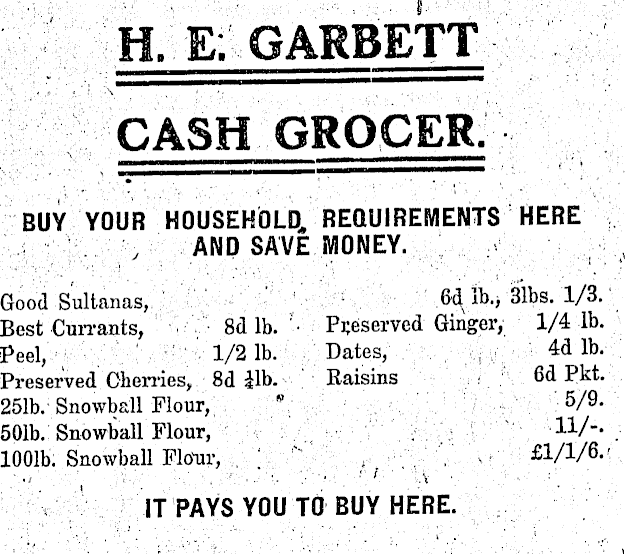 H. E. GARBETT
CASH GROCER.
BUY YOUR HOUSEHOLD REQUIREMENTS HERE
AND SAVE MONEY.
Good Sultanas, 6d lb., 3lbs. 1/3.
Best Currants, 8d lb. Preserved Ginger, 1/4 lb.
Peel, 1/2 lb. Dates, 4d lb.
Preserved Cherries, 8d ¼lb. Raisins 6d Pkt.
25lb. Snowball Flour, 5/9.
50lb. Snowball Flour, 11/-.
100lb. Snowball Flour, £1/1/6.
IT PAYS YOU TO BUY HERE.